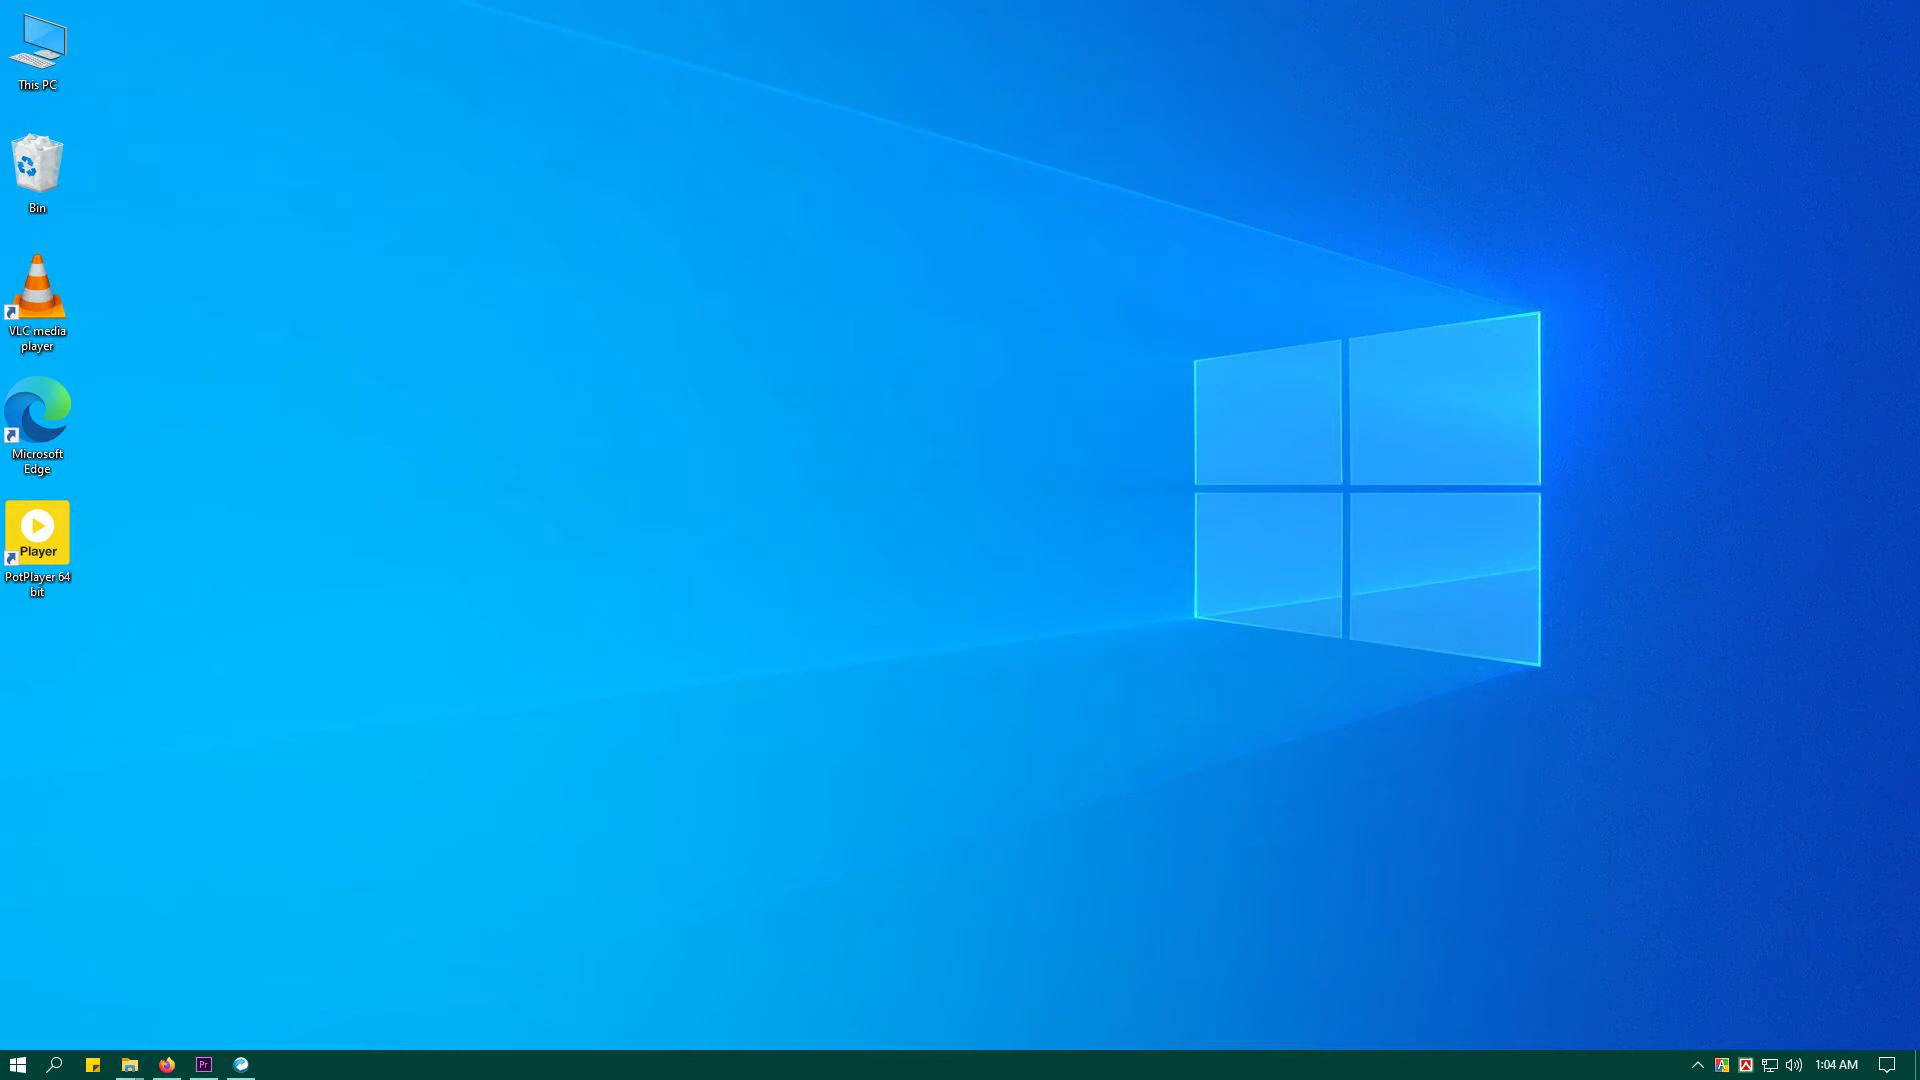 This PC
Bin
VLC media
player
Microsoft
Edge
Player
PotPlayer 64
bit
Pr
A
1:04 AM